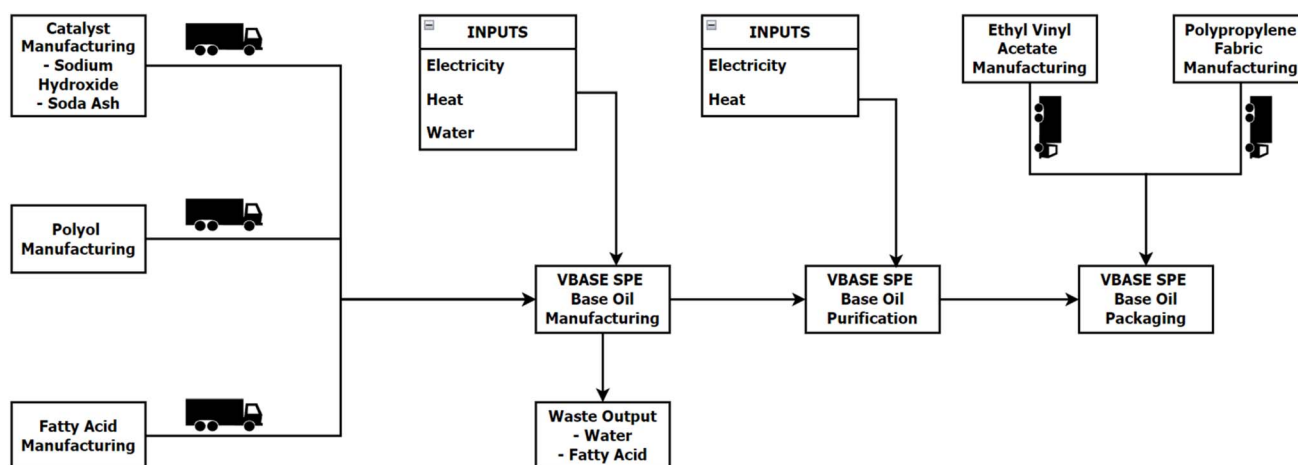 Catalyst
Manufacturing
- Sodium
Hydroxide
- Soda Ash
INPUTS
Electricity
Heat
Water
INPUTS
Electricity
Heat
Ethyl Vinyl
Acetate
Manufacturing
Polypropylene
Fabric
Manufacturing
Polyol
Manufacturing
VBASE SPE
Base Oil
Manufacturing
VBASE SPE
Base Oil
Purification
VBASE SPE
Base Oil
Packaging
Fatty Acid
Manufacturing
Waste Output
- Water
- Fatty Acid